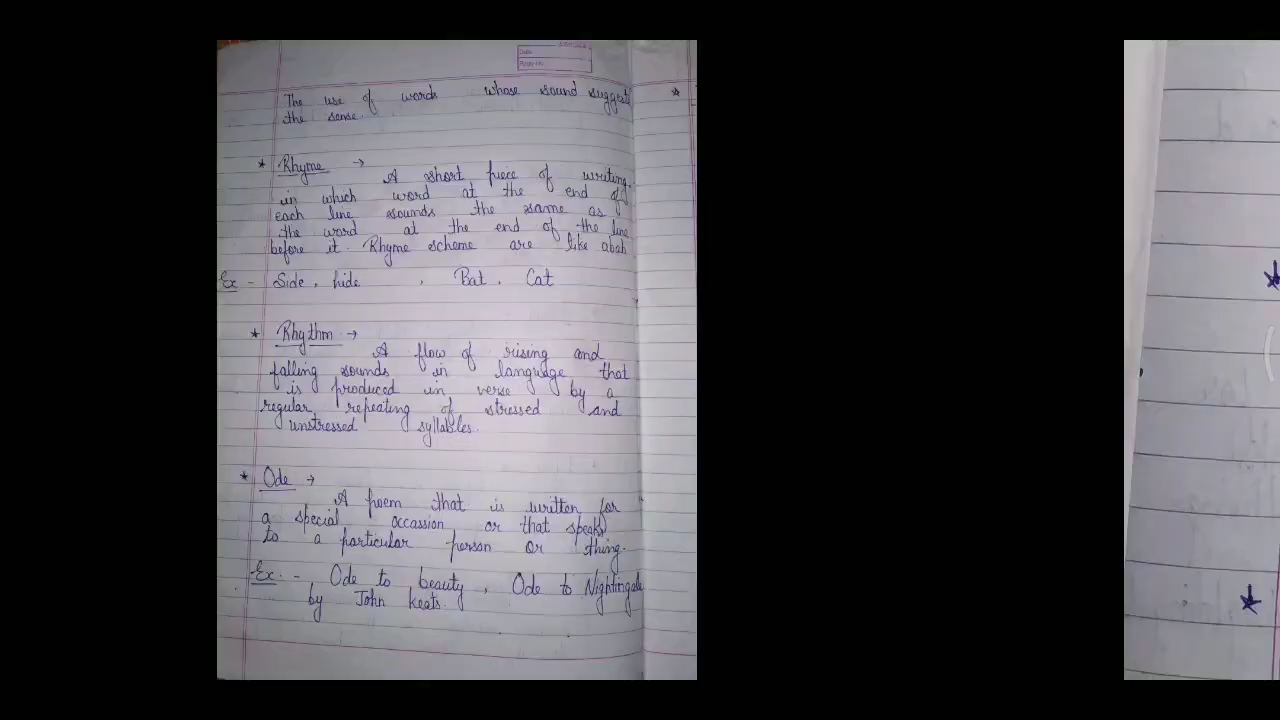 Date
Page No.
The use of words whose sound suggests
the sense.
* Rhyme →
A short piece of writing.
in which word at the end of
each line sounds the same as
the word at the end of the line
before it. Rhyme scheme are like abab
Ex - Side, hide , Bat, Cat
* Rhythm →
A flow of rising and
falling sounds in language that
is produced in verse by a
regular repeating of stressed and
unstressed syllables.
* Ode →
A poem that is written for
a special occassion or that speaks
to a particular person or thing.
Ex. - Ode to beauty, Ode to Nightingale
by John Keats.